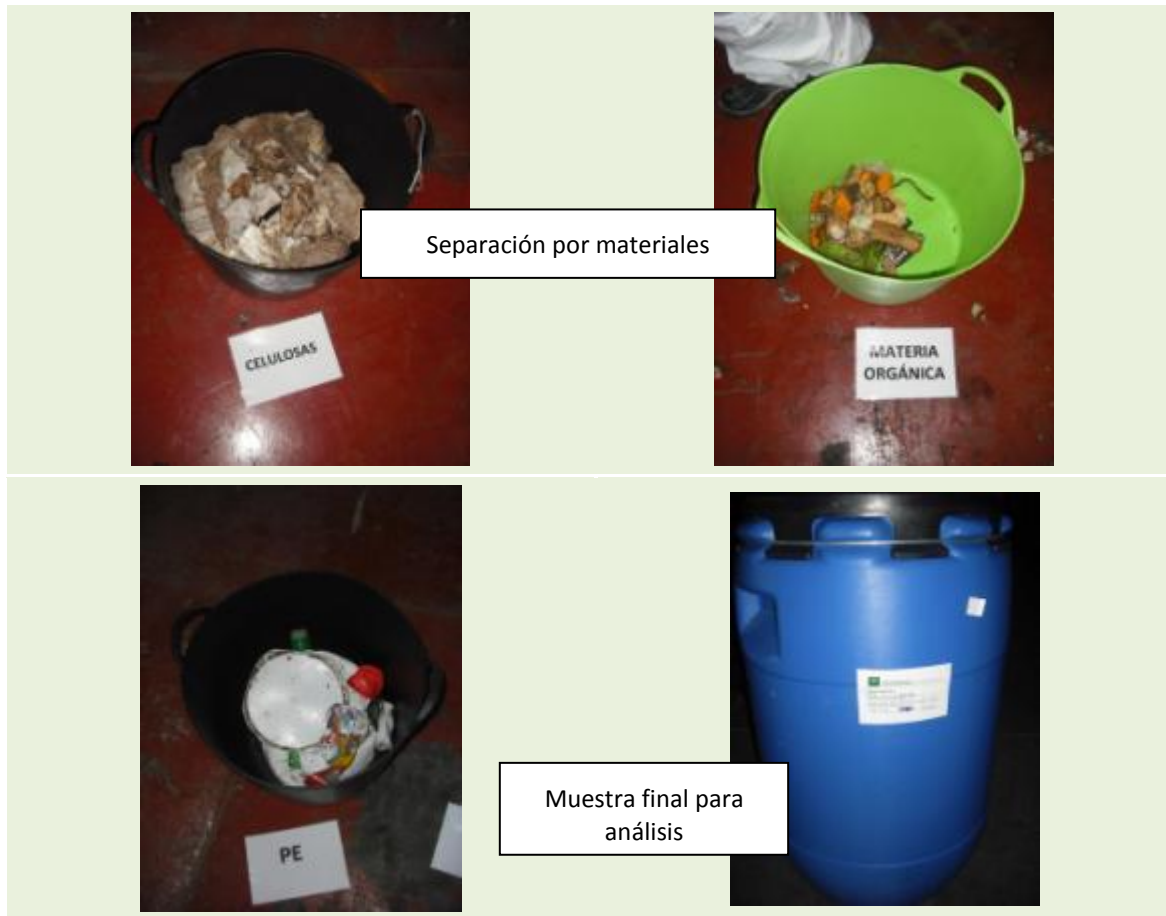 Separación por materiales
CELULOSAS
MATERIA
ORGÁNICA
Muestra final para
análisis
PE